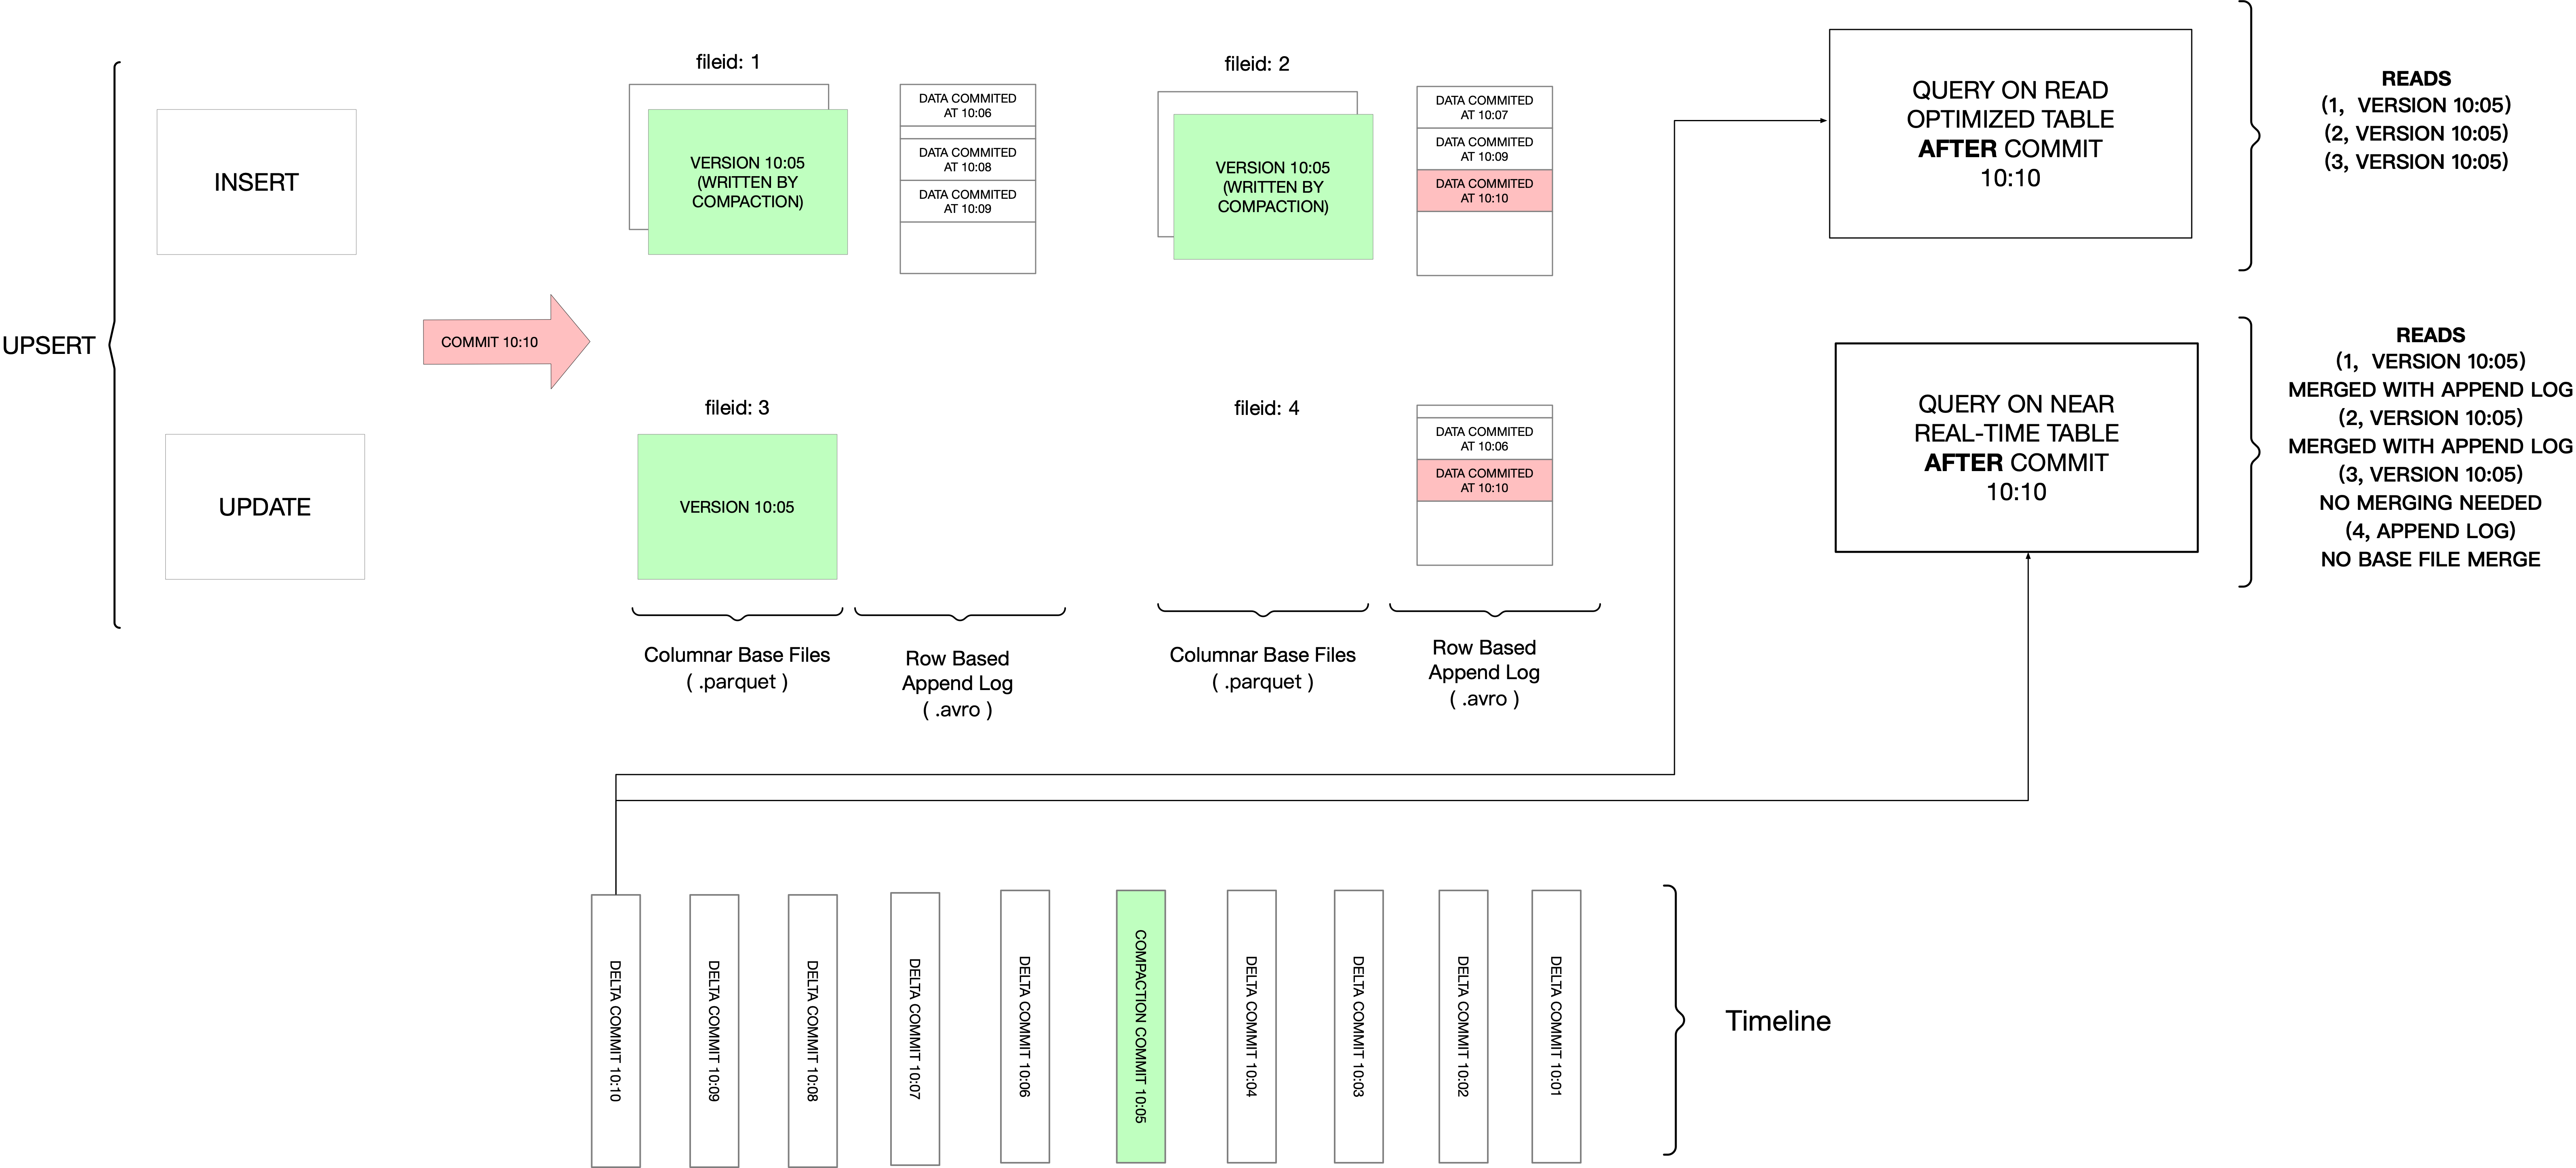 UPSERT
INSERT
UPDATE
COMMIT 10:10
fileid: 1
VERSION 10:05
(WRITTEN BY
COMPACTION)
DATA COMMITED
AT 10:06
DATA COMMITED
AT 10:08
DATA COMMITED
AT 10:09
fileid: 2
VERSION 10:05
(WRITTEN BY
COMPACTION)
DATA COMMITED
AT 10:07
DATA COMMITED
AT 10:09
DATA COMMITED
AT 10:10
fileid: 3
VERSION 10:05
fileid: 4
DATA COMMITED
AT 10:06
DATA COMMITED
AT 10:10
Columnar Base Files
( .parquet )
Row Based
Append Log
( .avro )
Columnar Base Files
( .parquet )
Row Based
Append Log
( .avro )
QUERY ON READ
OPTIMIZED TABLE
AFTER COMMIT
10:10
READS
(1, VERSION 10:05)
(2, VERSION 10:05)
(3, VERSION 10:05)
QUERY ON NEAR
REAL-TIME TABLE
AFTER COMMIT
10:10
READS
(1, VERSION 10:05)
MERGED WITH APPEND LOG
(2, VERSION 10:05)
MERGED WITH APPEND LOG
(3, VERSION 10:05)
NO MERGING NEEDED
(4, APPEND LOG)
NO BASE FILE MERGE
DELTA COMMIT 10:10
DELTA COMMIT 10:09
DELTA COMMIT 10:08
DELTA COMMIT 10:07
DELTA COMMIT 10:06
COMPACTION COMMIT 10:05
DELTA COMMIT 10:04
DELTA COMMIT 10:03
DELTA COMMIT 10:02
DELTA COMMIT 10:01
Timeline